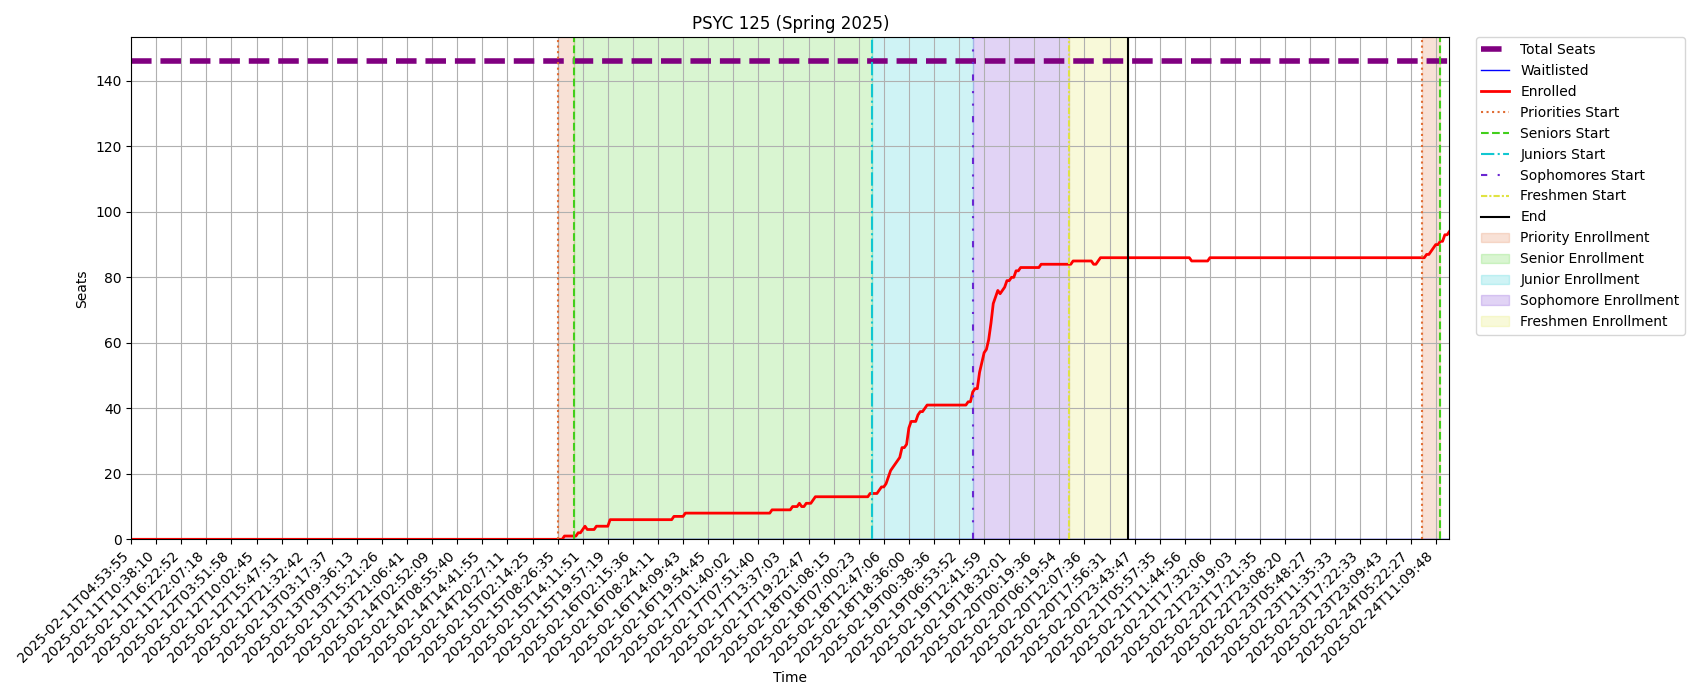 PSYC 125 (Spring 2025)
Seats
140
120
100
80
60
40
20
0
2025-02-11T04:53:55
2025-02-11T10:38:10
2025-02-11T16:22:52
2025-02-11T22:07:18
2025-02-12T03:51:58
2025-02-12T10:02:45
2025-02-12T15:47:51
2025-02-12T21:32:42
2025-02-13T03:17:37
2025-02-13T09:36:13
2025-02-13T15:21:26
2025-02-13T21:06:41
2025-02-14T02:52:09
2025-02-14T08:55:40
2025-02-14T14:41:55
2025-02-14T20:27:11
2025-02-15T02:14:25
2025-02-15T08:26:35
2025-02-15T14:11:51
2025-02-15T19:57:19
2025-02-16T02:15:36
2025-02-16T08:24:11
2025-02-16T14:09:43
2025-02-16T19:54:45
2025-02-17T01:40:02
2025-02-17T07:51:40
2025-02-17T13:37:03
2025-02-17T19:22:47
2025-02-18T01:08:15
2025-02-18T07:00:23
2025-02-18T12:47:06
2025-02-18T18:36:00
2025-02-19T00:38:36
2025-02-19T06:53:52
2025-02-19T12:41:59
2025-02-19T18:32:01
2025-02-20T00:19:36
2025-02-20T06:19:54
2025-02-20T12:07:36
2025-02-20T17:56:31
2025-02-20T23:43:47
2025-02-21T05:57:35
2025-02-21T11:44:56
2025-02-21T17:32:06
2025-02-21T23:19:03
2025-02-22T17:21:35
2025-02-22T23:08:20
2025-02-23T05:48:27
2025-02-23T11:35:33
2025-02-23T17:22:33
2025-02-23T23:09:43
2025-02-24T05:22:27
2025-02-24T11:09:48
Time
Total Seats
Waitlisted
Enrolled
Priorities Start
Seniors Start
Juniors Start
Sophomores Start
Freshmen Start
End
Priority Enrollment
Senior Enrollment
Junior Enrollment
Sophomore Enrollment
Freshmen Enrollment